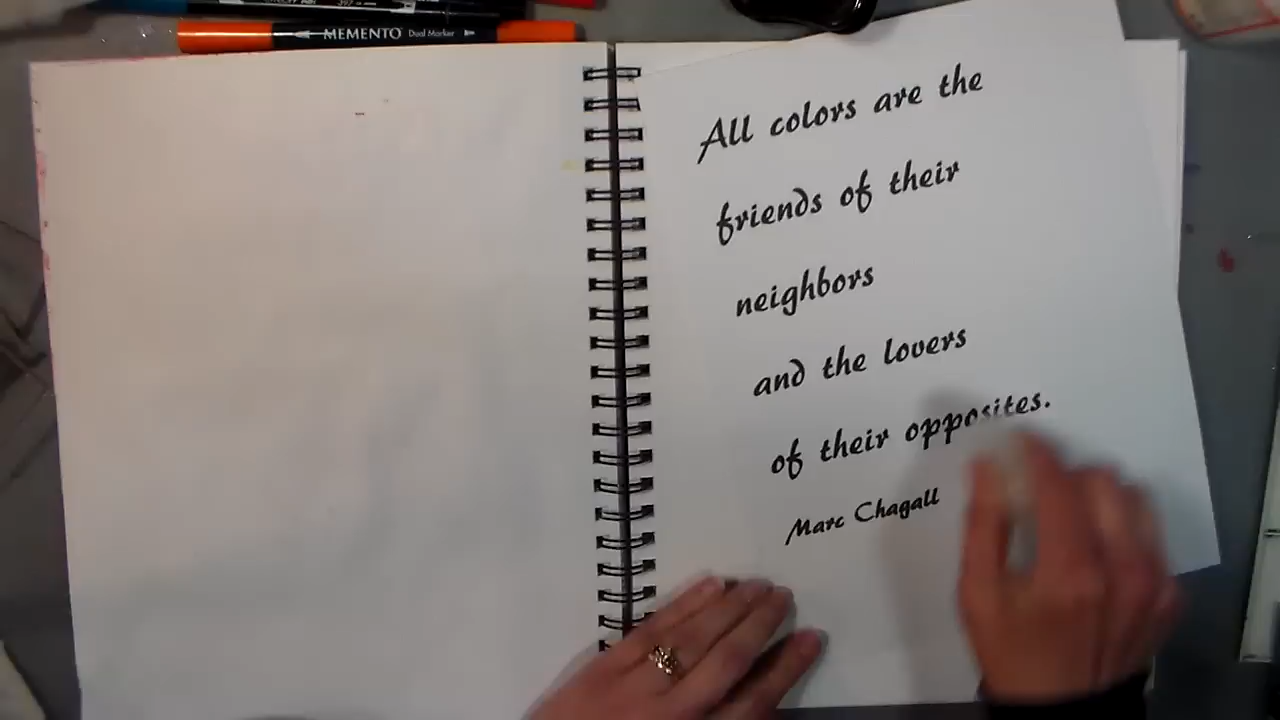 MEMENTO Dual Marker
All colors are the
friends of their
neighbors
and the lovers
of their opposites.
Marc Chagall